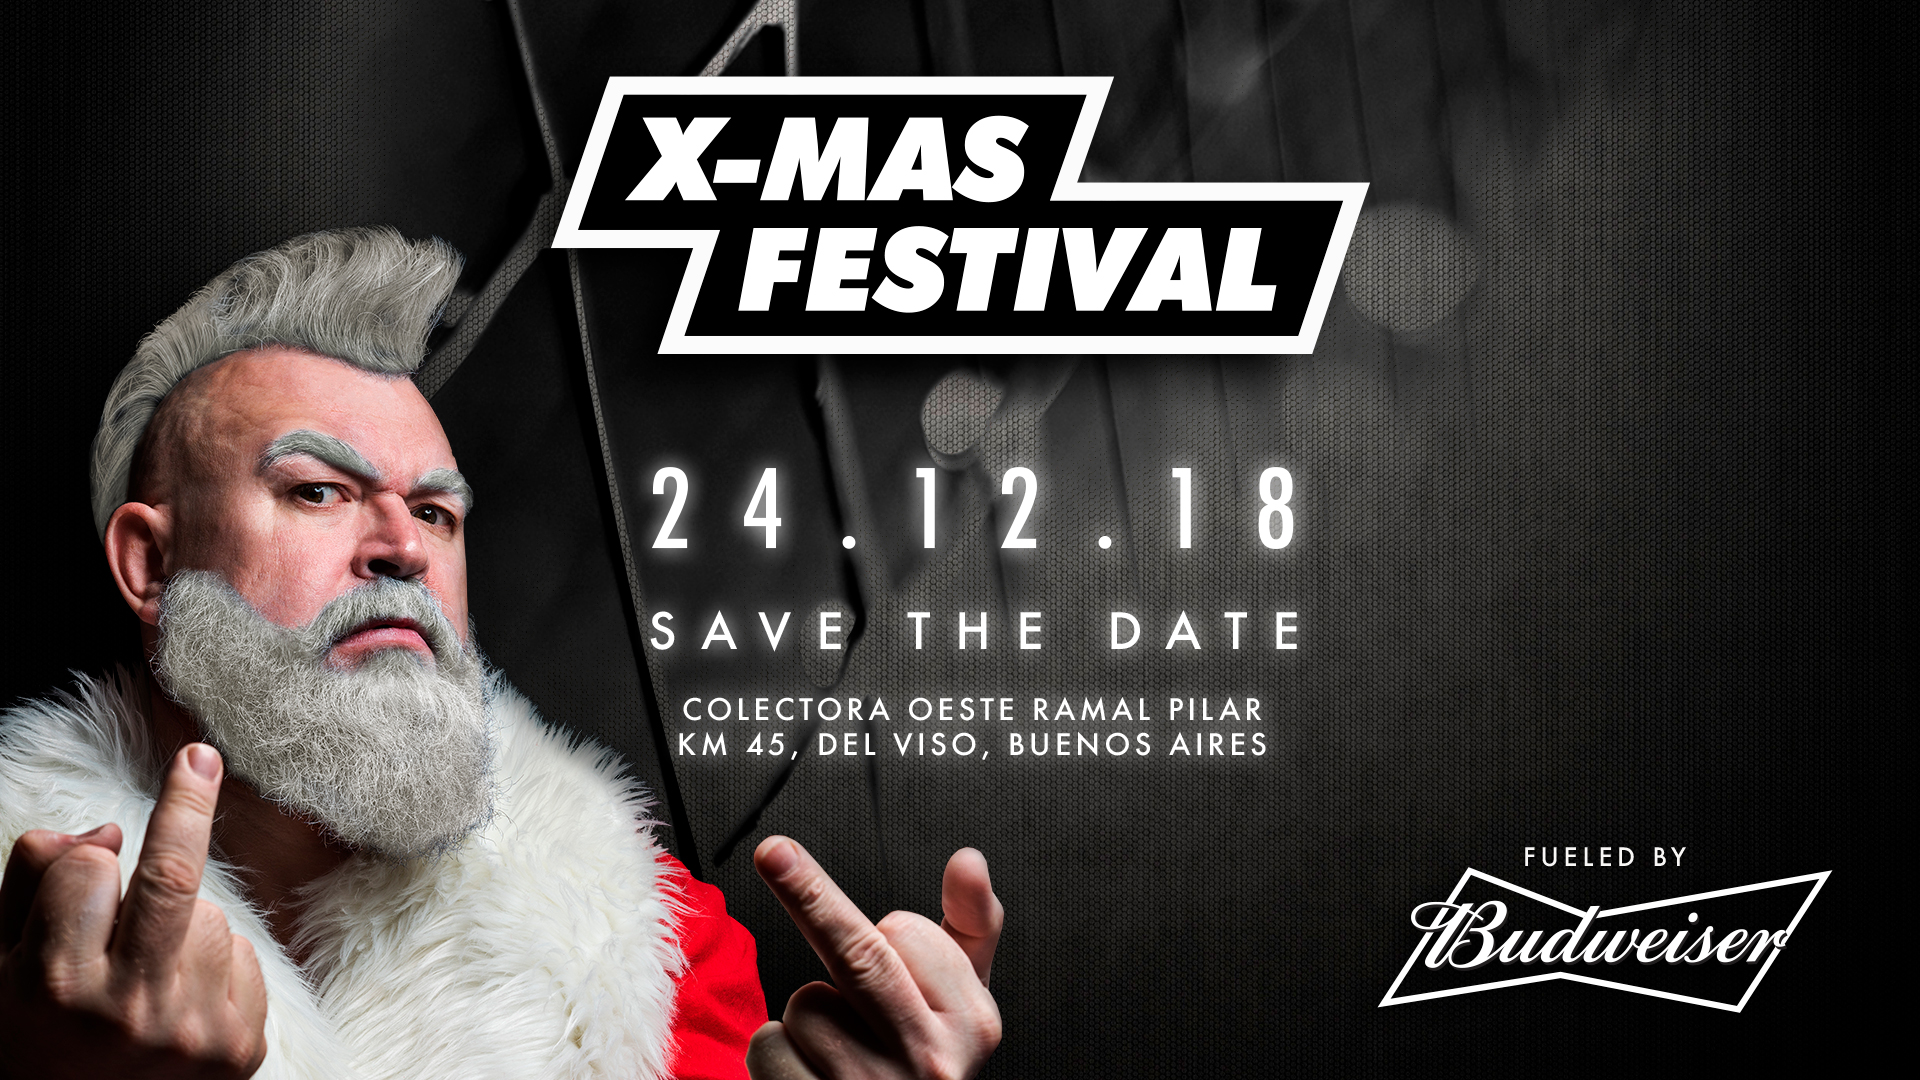 X-MAS
FESTIVAL
24.12.18
SAVE THE DATE
COLECTORA OESTE RAMAL PILAR
KM 45, DEL VISO, BUENOS AIRES
FUELED BY
Budweiser